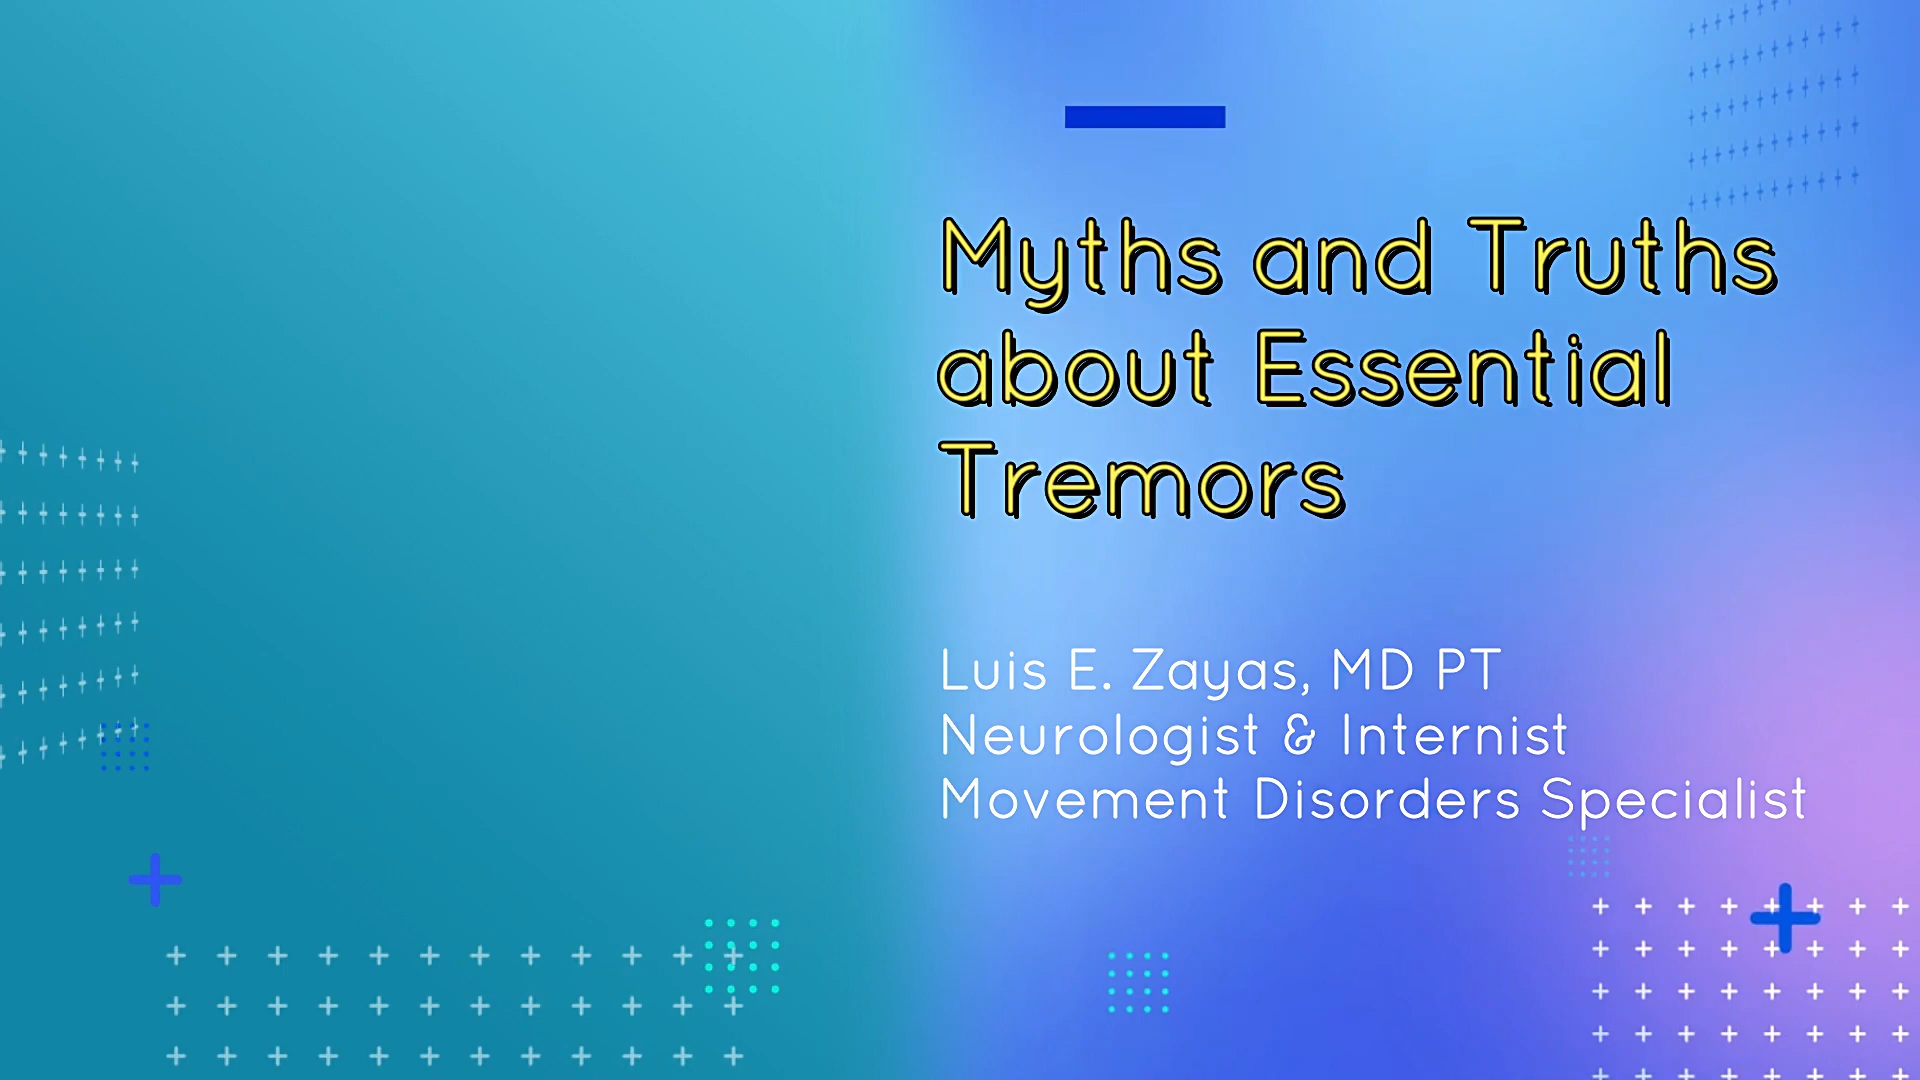 Myths and Truths
about Essential
Tremors
Luis E. Zayas, MD PT
Neurologist & Internist
Movement Disorders Specialist